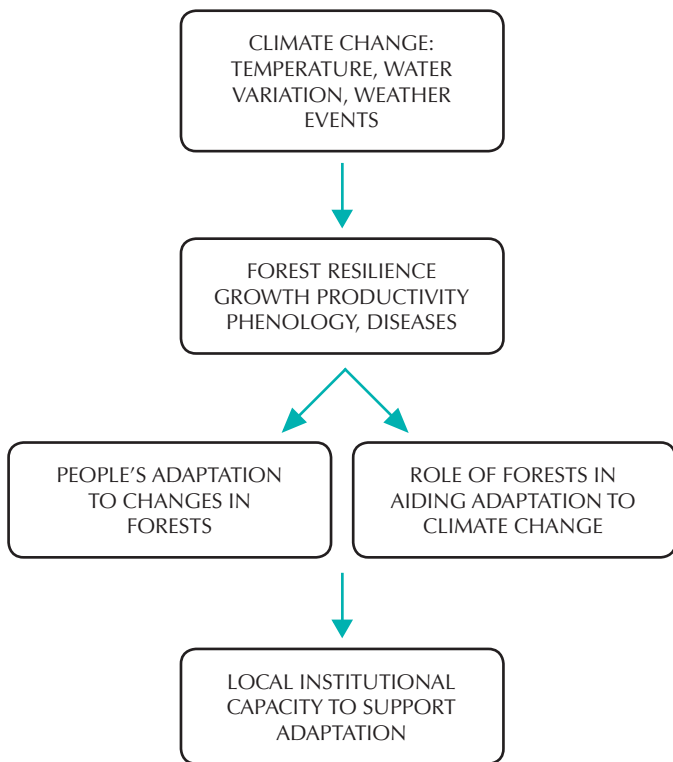 CLIMATE CHANGE:
TEMPERATURE, WATER
VARIATION, WEATHER
EVENTS
FOREST RESILIENCE
GROWTH PRODUCTIVITY
PHENOLOGY, DISEASES
PEOPLE’S ADAPTATION
TO CHANGES IN
FORESTS
ROLE OF FORESTS IN
AIDING ADAPTATION TO
CLIMATE CHANGE
LOCAL INSTITUTIONAL
CAPACITY TO SUPPORT
ADAPTATION